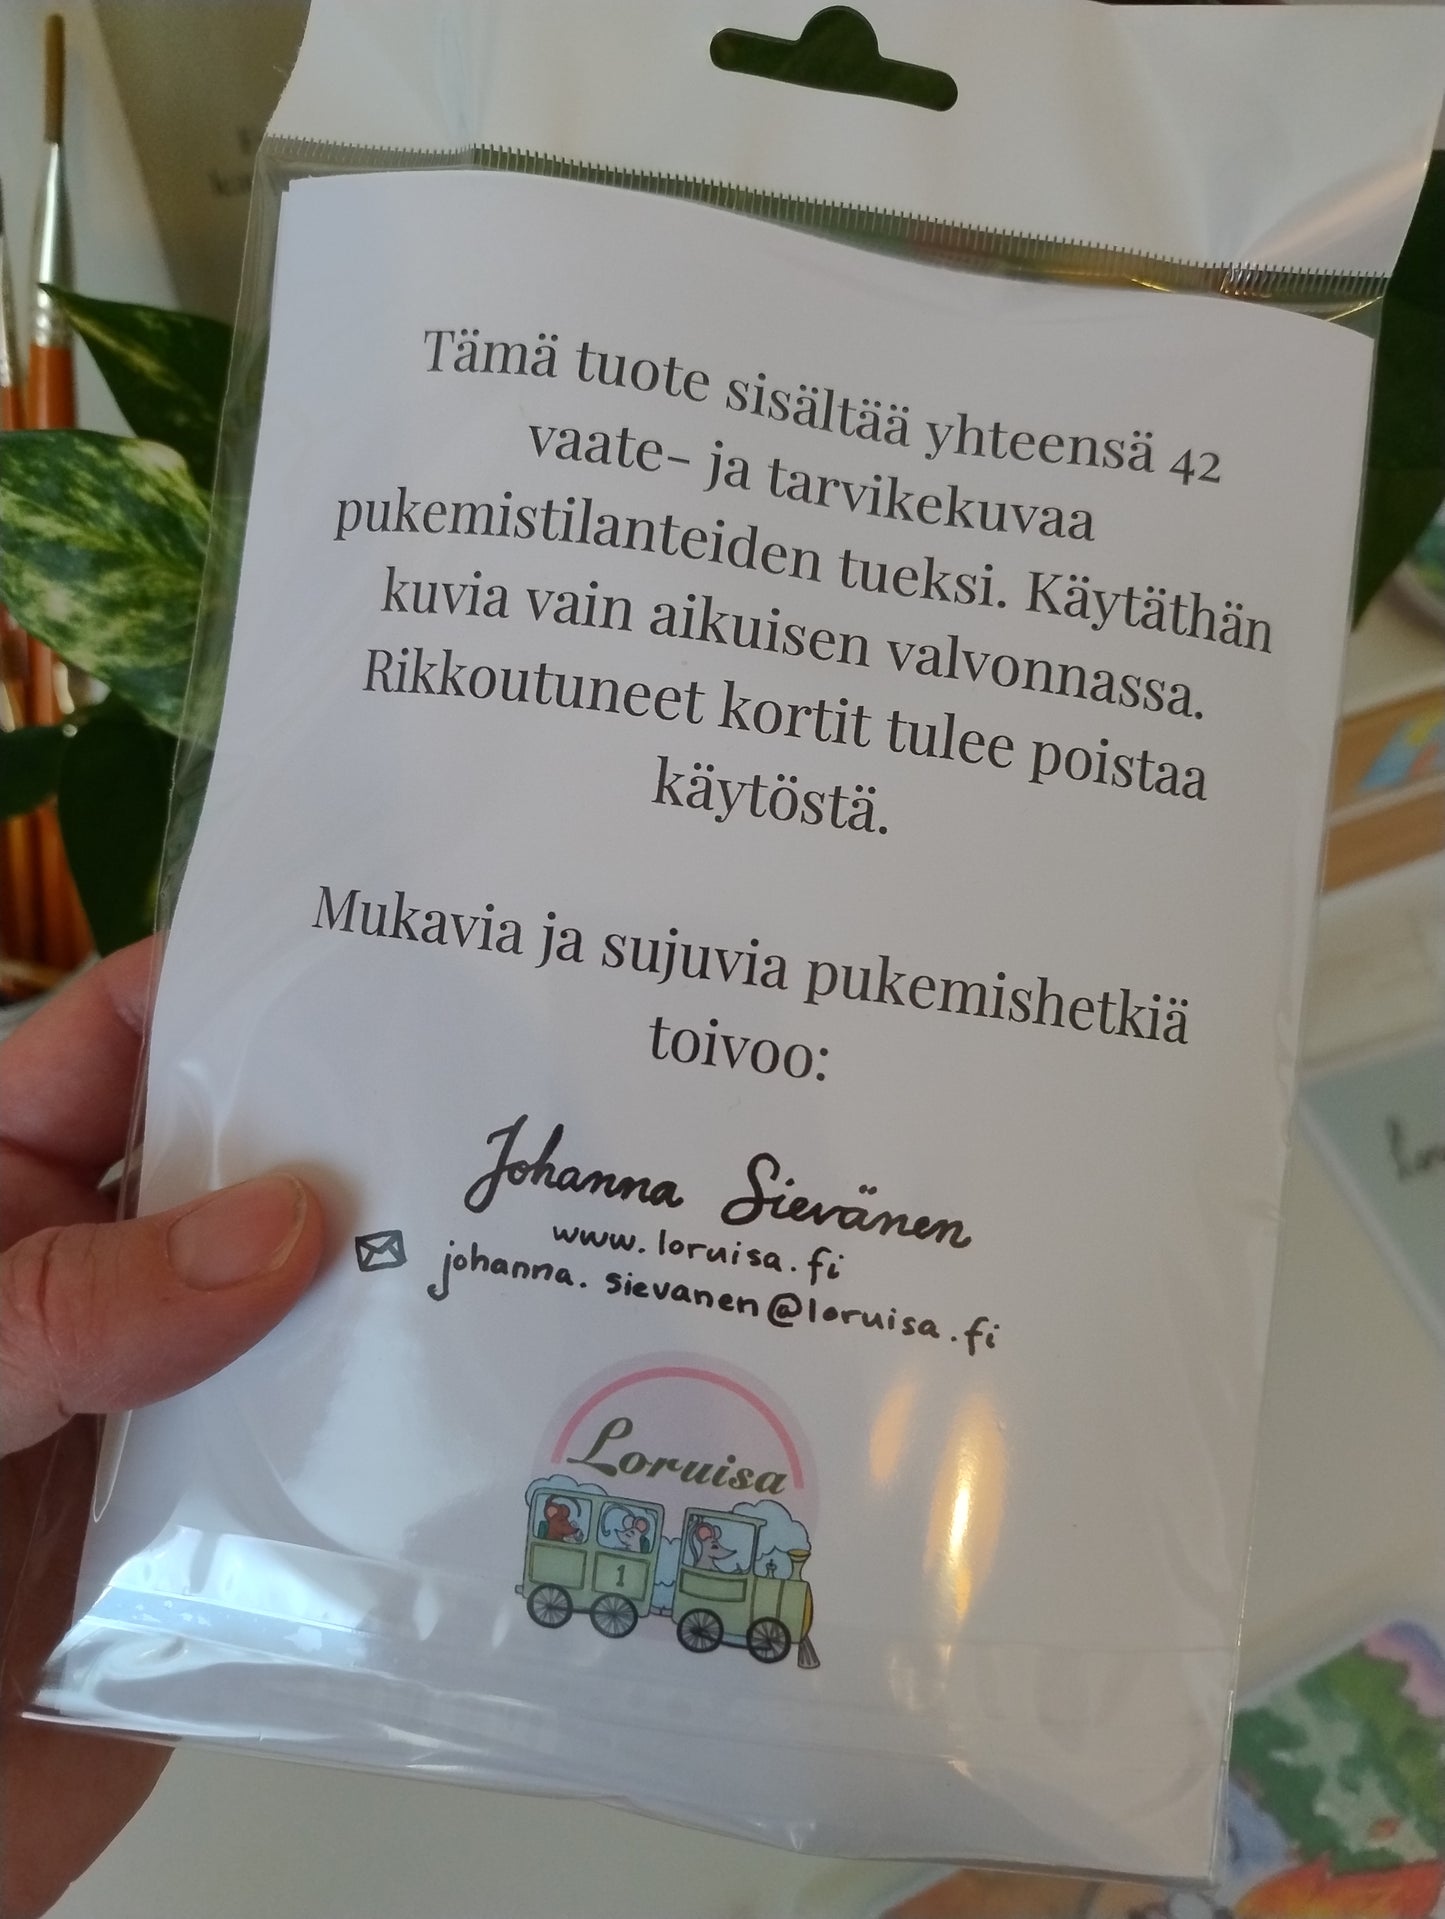 Tämä tuote sisältää yhteensä 42
vaate- ja tarvikekuvaa
pukemistilanteiden tueksi. Käytäthän
kuvia vain aikuisen valvonnassa.
Rikkoutuneet kortit tulee poistaa
käytöstä.
Mukavia ja sujuvia pukemishetkiä
toivoo:
Johanna Sievänen
www.loruisa.fi
johanna.sievanen@loruisa.fi
Loruisa
1